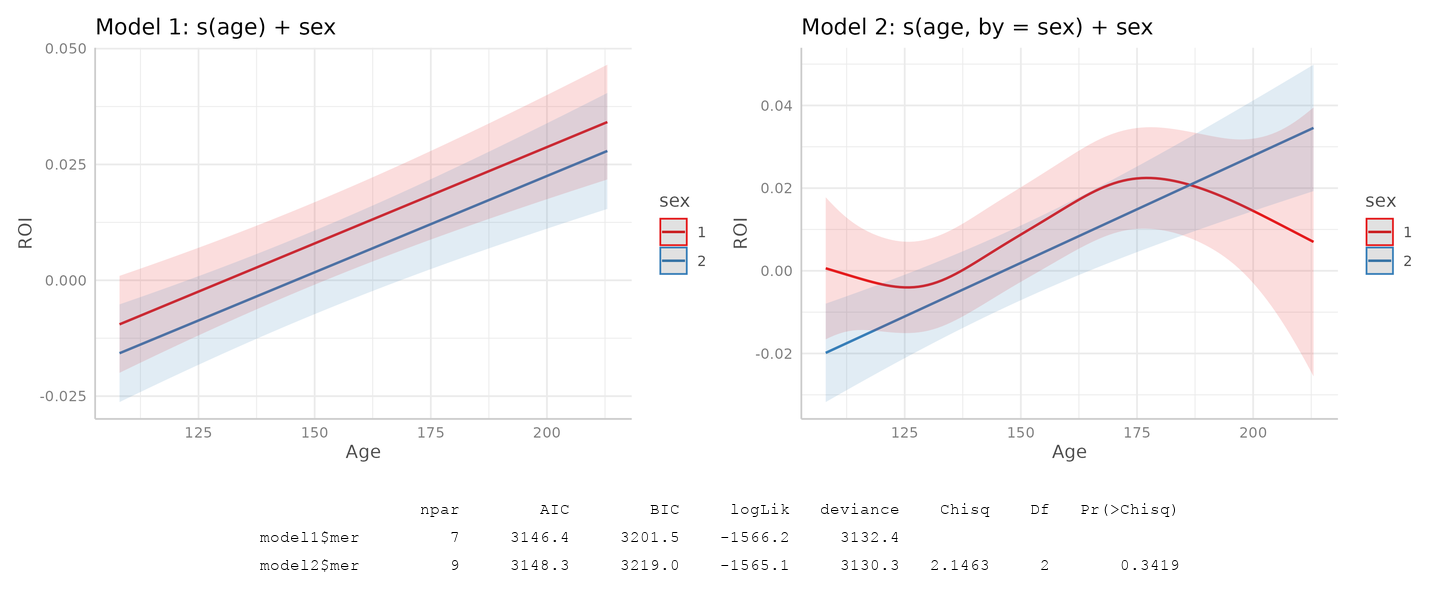 Model 1: s(age) + sex
0.050
0.025
0.000
-0.025
ROI
125 150 175 200
Age
sex
1
2
Model 2: s(age, by = sex) + sex
0.04
0.02
0.00
-0.02
ROI
125 150 175 200
Age
sex
1
2
npar AIC BIC logLik deviance Chisq Df Pr(>Chisq)
model1$mer 7 3146.4 3201.5 -1566.2 3132.4
model2$mer 9 3148.3 3219.0 -1565.1 3130.3 2.1463 2 0.3419